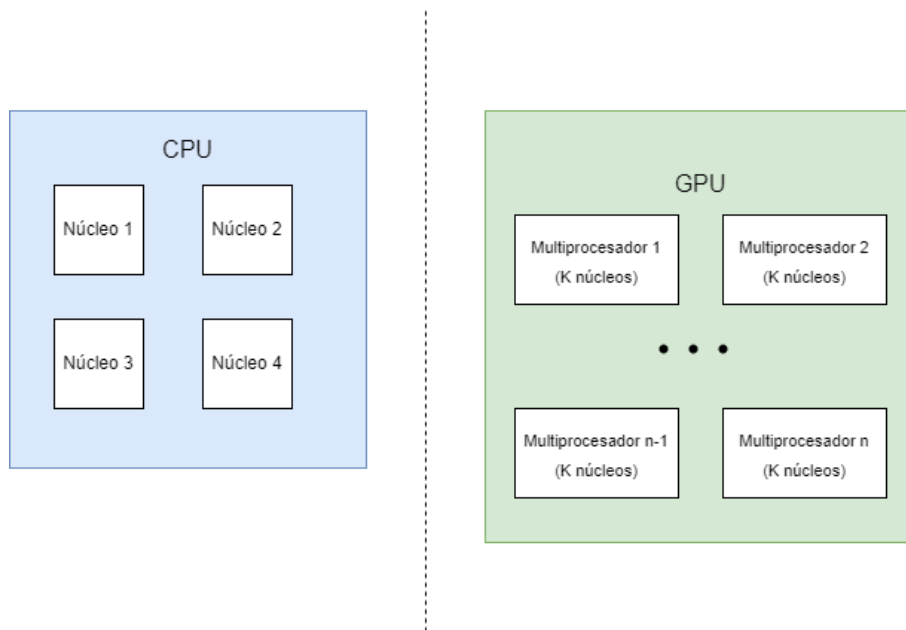 CPU
Núcleo 1
Núcleo 2
Núcleo 3
Núcleo 4
GPU
Multiprocesador 1
(K núcleos)
Multiprocesador 2
(K núcleos)
Multiprocesador n-1
(K núcleos)
Multiprocesador n
(K núcleos)